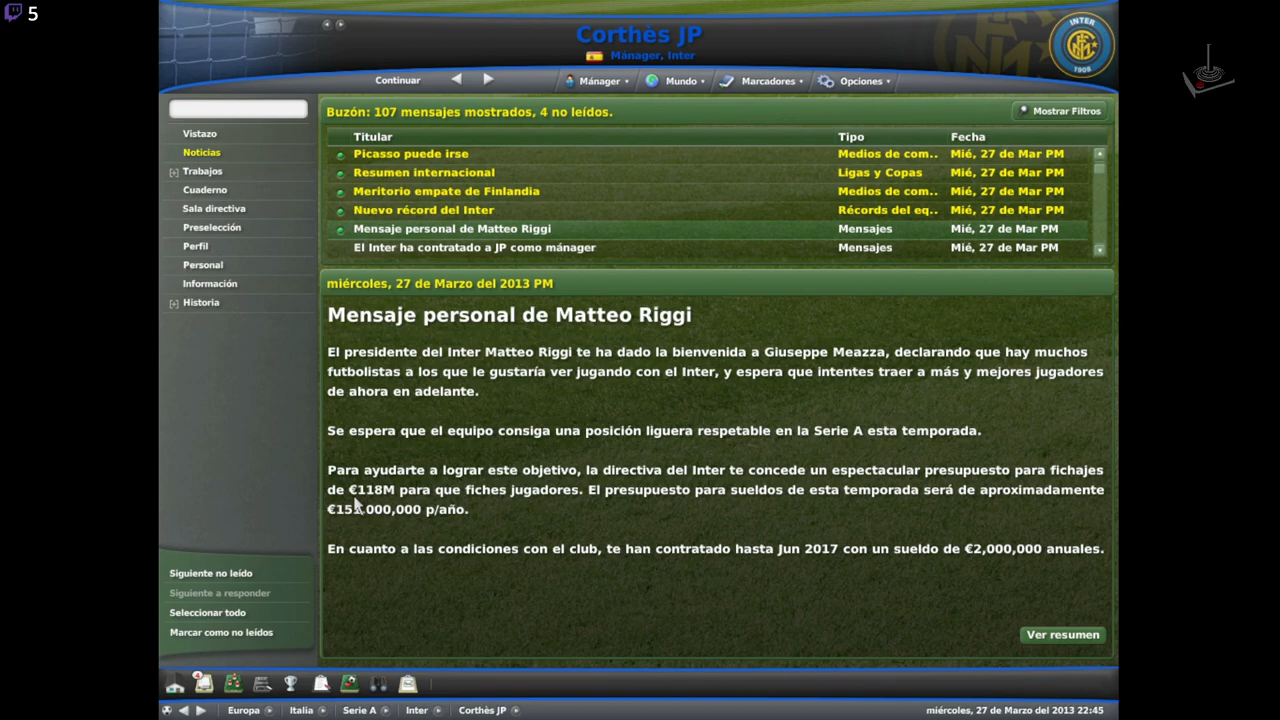 5
Corthès JP
Mánager, Inter
INTER
1908
Continuar
Mánager
Mundo
Marcadores
Opciones
Buzón: 107 mensajes mostrados, 4 no leídos.
Mostrar Filtros
Titular Tipo Fecha
Picasso puede irse Medios de com.. Mié, 27 de Mar PM
Resumen internacional Ligas y Copas Mié, 27 de Mar PM
Meritorio empate de Finlandia Medios de com.. Mié, 27 de Mar PM
Nuevo récord del Inter Récords del eq.. Mié, 27 de Mar PM
Mensaje personal de Matteo Riggi Mensajes Mié, 27 de Mar PM
El Inter ha contratado a JP como mánager Mensajes Mié, 27 de Mar PM
Vistazo
Noticias
Trabajos
Cuaderno
Sala directiva
Preselección
Perfil
Personal
Información
Historia
miércoles, 27 de Marzo del 2013 PM
Mensaje personal de Matteo Riggi
El presidente del Inter Matteo Riggi te ha dado la bienvenida a Giuseppe Meazza, declarando que hay muchos
futbolistas a los que le gustaría ver jugando con el Inter, y espera que intentes traer a más y mejores jugadores
de ahora en adelante.
Se espera que el equipo consiga una posición liguera respetable en la Serie A esta temporada.
Para ayudarte a lograr este objetivo, la directiva del Inter te concede un espectacular presupuesto para fichajes
de €118M para que fiches jugadores. El presupuesto para sueldos de esta temporada será de aproximadamente
p/año.
En cuanto a las condiciones con el club, te han contratado hasta Jun 2017 con un sueldo de €2,000,000 anuales.
Siguiente no leído
Siguiente a responder
Seleccionar todo
Marcar como no leídos
Ver resumen
4
Europa Italia Serie A Inter Corthès JP miércoles, 27 de Marzo del 2013 22:45